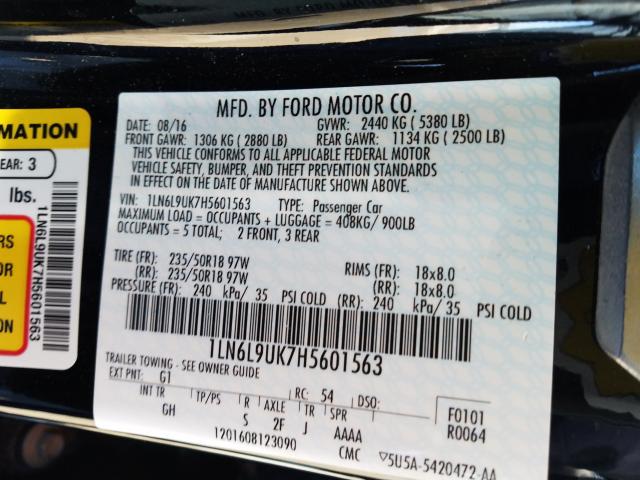 MFD. BY FORD MOTOR CO.
DATE: 08/16 GVWR: 2440 KG ( 5380 LB)
FRONT GAWR: 1306 KG ( 2880 LB) REAR GAWR: 1134 KG ( 2500 LB)
THIS VEHICLE CONFORMS TO ALL APPLICABLE FEDERAL MOTOR
VEHICLE SAFETY, BUMPER, AND THEFT PREVENTION STANDARDS
IN EFFECT ON THE DATE OF MANUFACTURE SHOWN ABOVE.
VIN: 1LN6L9UK7H5601563 TYPE: Passenger Car
MAXIMUM LOAD = OCCUPANTS + LUGGAGE = 408KG/ 900LB
OCCUPANTS = 5 TOTAL; 2 FRONT, 3 REAR
TIRE (FR): 235/50R18 97W RIMS (FR): 18x8.0
(RR): 235/50R18 97W (RR): 18x8.0
PRESSURE (FR): 240 kPa/ 35 PSI COLD (RR): 240 kPa/ 35 PSI COLD
1LN6L9UK7H5601563
TRAILER TOWING - SEE OWNER GUIDE
EXT PNT: G1 RC: 54 DSO: F0101
INT TR TP/PS R AXLE TR SPR R0064
GH S 2F J AAAA
1201608123090 CMC 5U5A-5420472-AA
MATION
EAR: 3
lbs.
RS
OR
L
ON
1LN6L9UK7H5601563